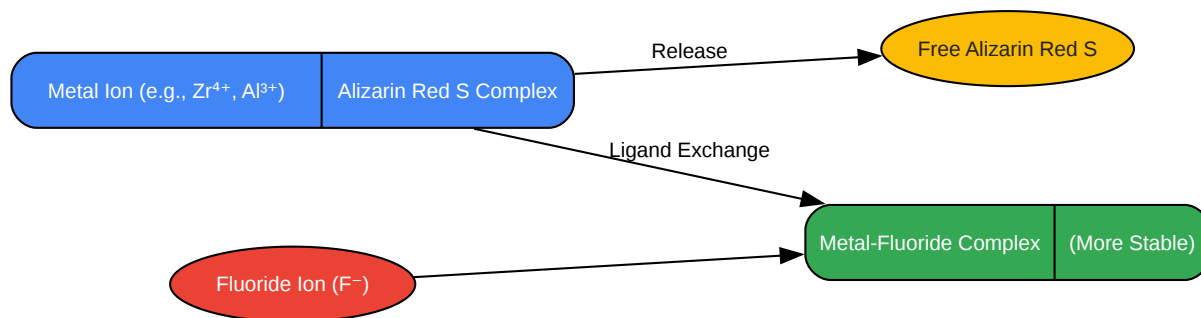 Metal Ion (e.g., Zr⁴⁺, Al³⁺)
Alizarin Red S Complex
Release
Free Alizarin Red S
Ligand Exchange
Metal-Fluoride Complex
(More Stable)
Fluoride Ion (F⁻)